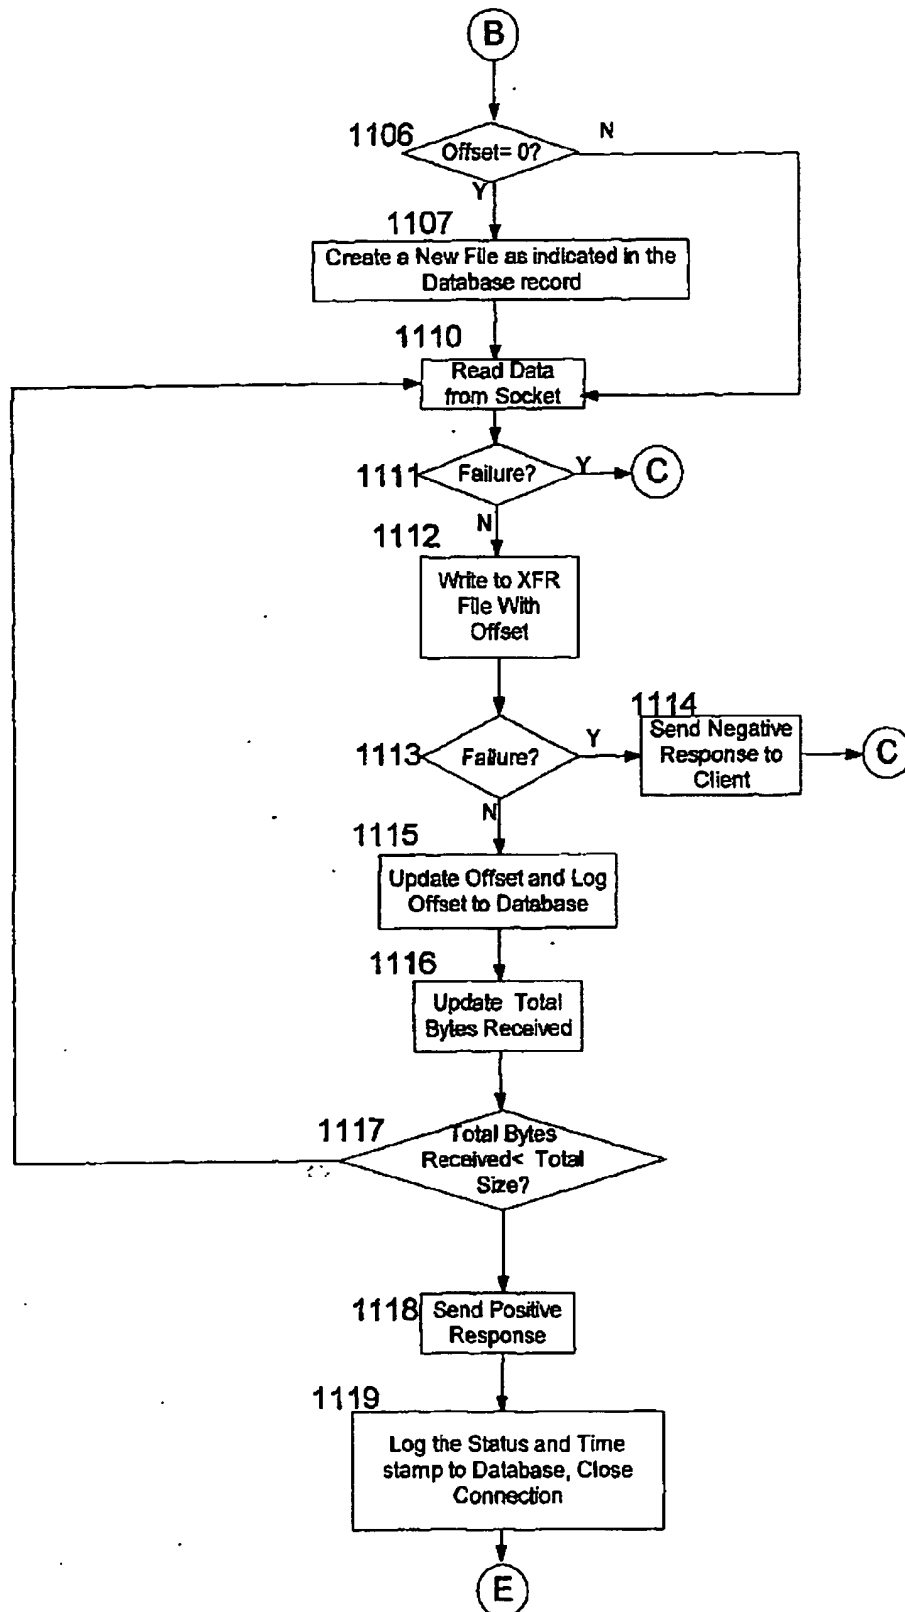 B
1106
Offset= 0?
N
Y
1107
Create a New File as indicated in the
Database record
1110
Read Data
from Socket
1111
Failure?
Y
C
N
1112
Write to XFR
File With
Offset
1113
Failure?
Y
1114
Send Negative
Response to
Client
C
N
1115
Update Offset and Log
Offset to Database
1116
Update Total
Bytes Received
1117
Total Bytes
Received< Total
Size?
1118
Send Positive
Response
1119
Log the Status and Time
stamp to Database, Close
Connection
E